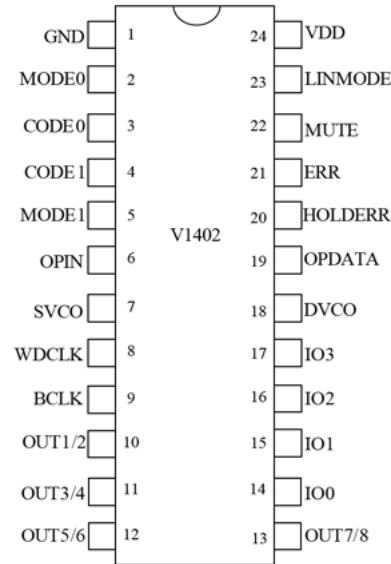 GND 1 24 VDD
MODE0 2 23 LINMODE
CODE0 3 22 MUTE
CODE1 4 21 ERR
MODE1 5 20 HOLDERR
V1402
OPIN 6 19 OPDATA
SVCO 7 18 DVCO
WDCLK 8 17 IO3
BCLK 9 16 IO2
OUT1/2 10 15 IO1
OUT3/4 11 14 IO0
OUT5/6 12 13 OUT7/8